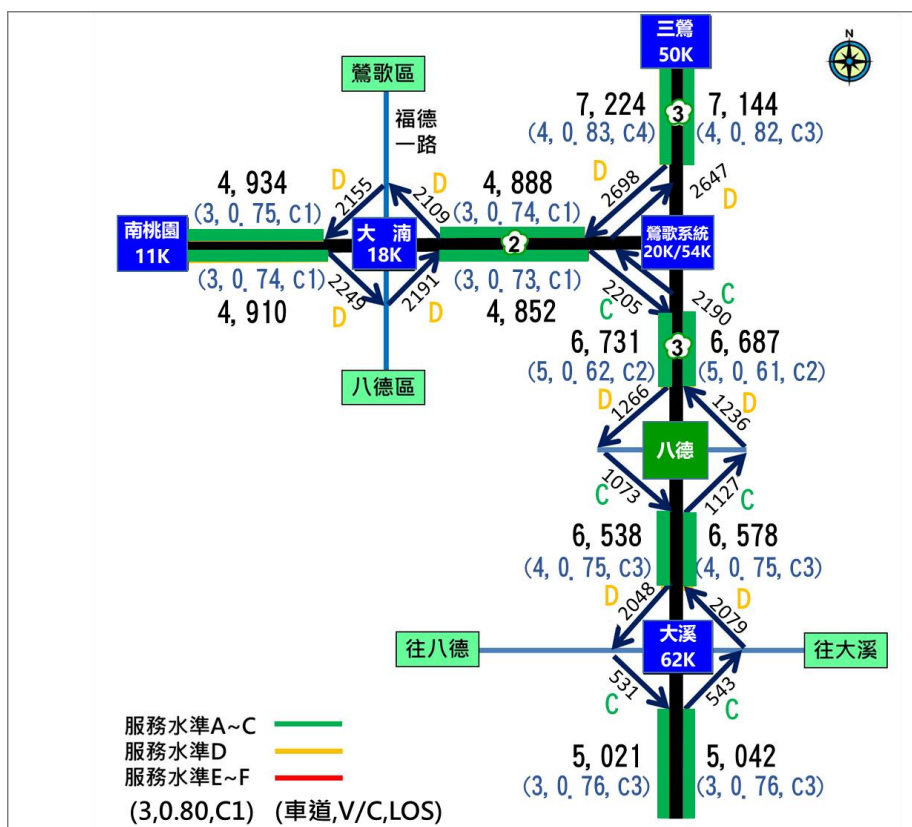 三鶯
50K
N
鶯歌區
7,224
3
7,144
(4,0.83,C4)
(4,0.82,C3)
福德
一路
4,934
D
2155
2109
D
4,888
D
2698
2647
D
(3,0.75,C1)
(3,0.74,C1)
南桃園
11K
大 湳
18K
2
鶯歌系統
20K/54K
(3,0.74,C1)
2249
2191
(3,0.73,C1)
2205
2190
C
4,910
D
D
4,852
C
6,731
3
6,687
(5,0.62,C2)
(5,0.61,C2)
八德區
D
1266
1236
D
八德
1073
1127
C
C
6,538
6,578
(4,0.75,C3)
(4,0.75,C3)
D
2048
2079
D
往八德
大溪
62K
往大溪
531
543
C
C
服務水準A~C
服務水準D
服務水準E~F
(3,0.80,C1) (車道,V/C,LOS)
5,021
5,042
(3,0.76,C3)
(3,0.76,C3)